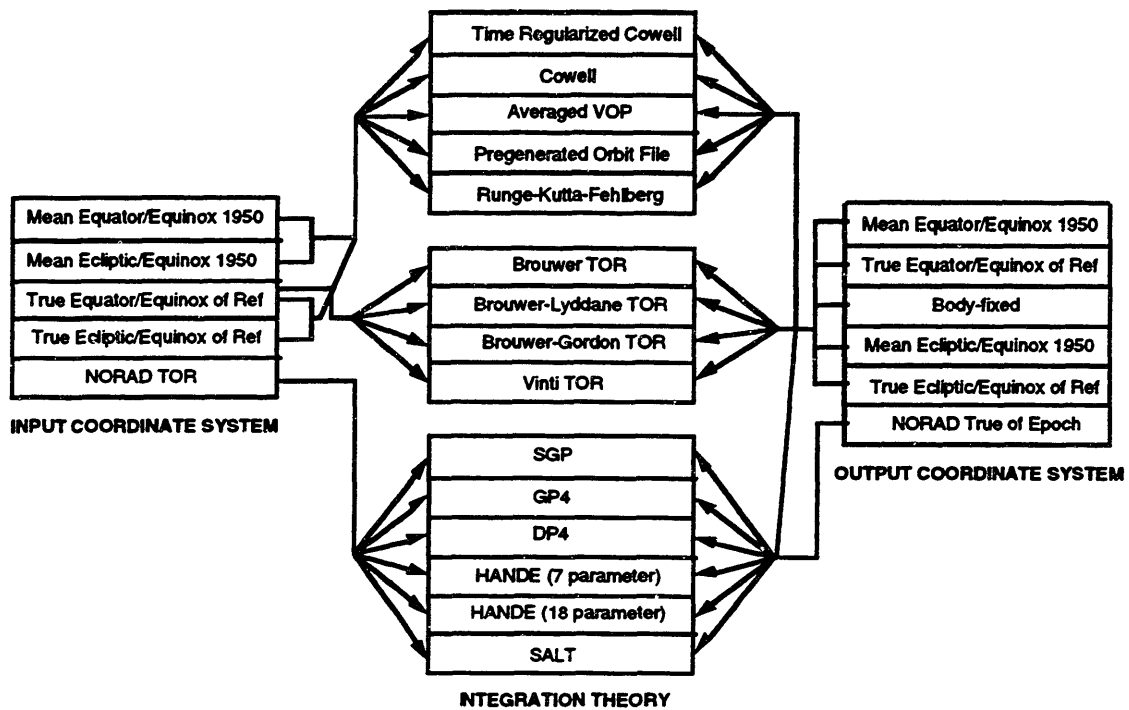 Mean Equator/Equinox 1950
Mean Ecliptic/Equinox 1950
True Equator/Equinox of Ref
True Ecliptic/Equinox of Ref
NORAD TOR
INPUT COORDINATE SYSTEM
Time Regularized Cowell
Cowell
Averaged VOP
Pregenerated Orbit File
Runge-Kutta-Fehlberg
Brouwer TOR
Brouwer-Lyddane TOR
Brouwer-Gordon TOR
Vinti TOR
SGP
GP4
DP4
HANDE (7 parameter)
HANDE (18 parameter)
SALT
INTEGRATION THEORY
Mean Equator/Equinox 1950
True Equator/Equinox of Ref
Body-fixed
Mean Ecliptic/Equinox 1950
True Ecliptic/Equinox of Ref
NORAD True of Epoch
OUTPUT COORDINATE SYSTEM